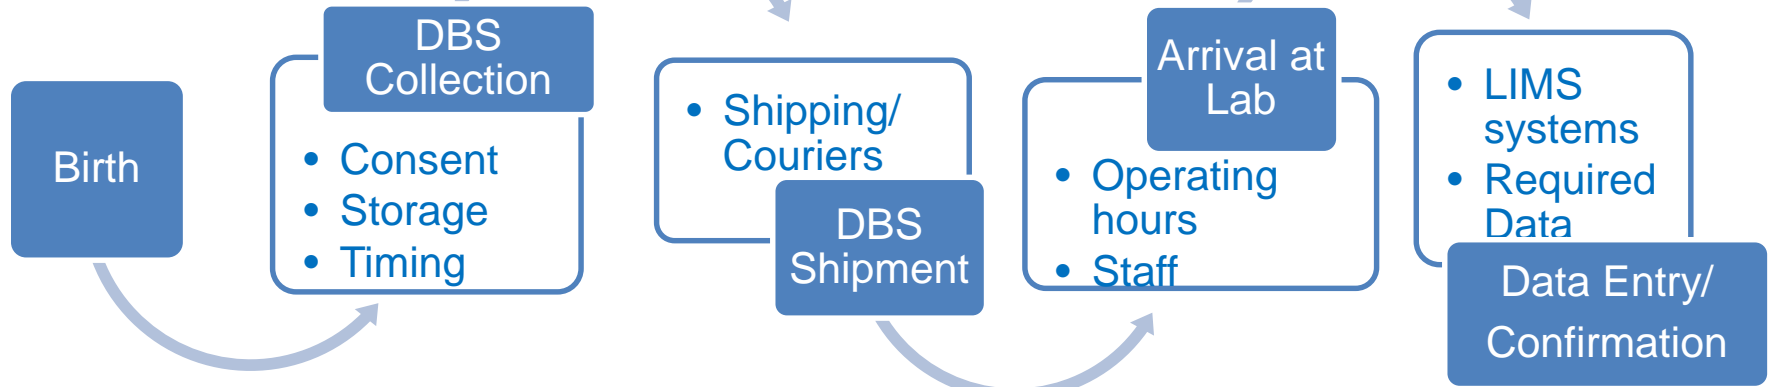 Birth
DBS
Collection
• Consent
• Storage
• Timing
• Shipping/
Couriers
DBS
Shipment
Arrival at
Lab
• Operating
hours
• Staff
• LIMS
systems
• Required
Data
Data Entry/
Confirmation